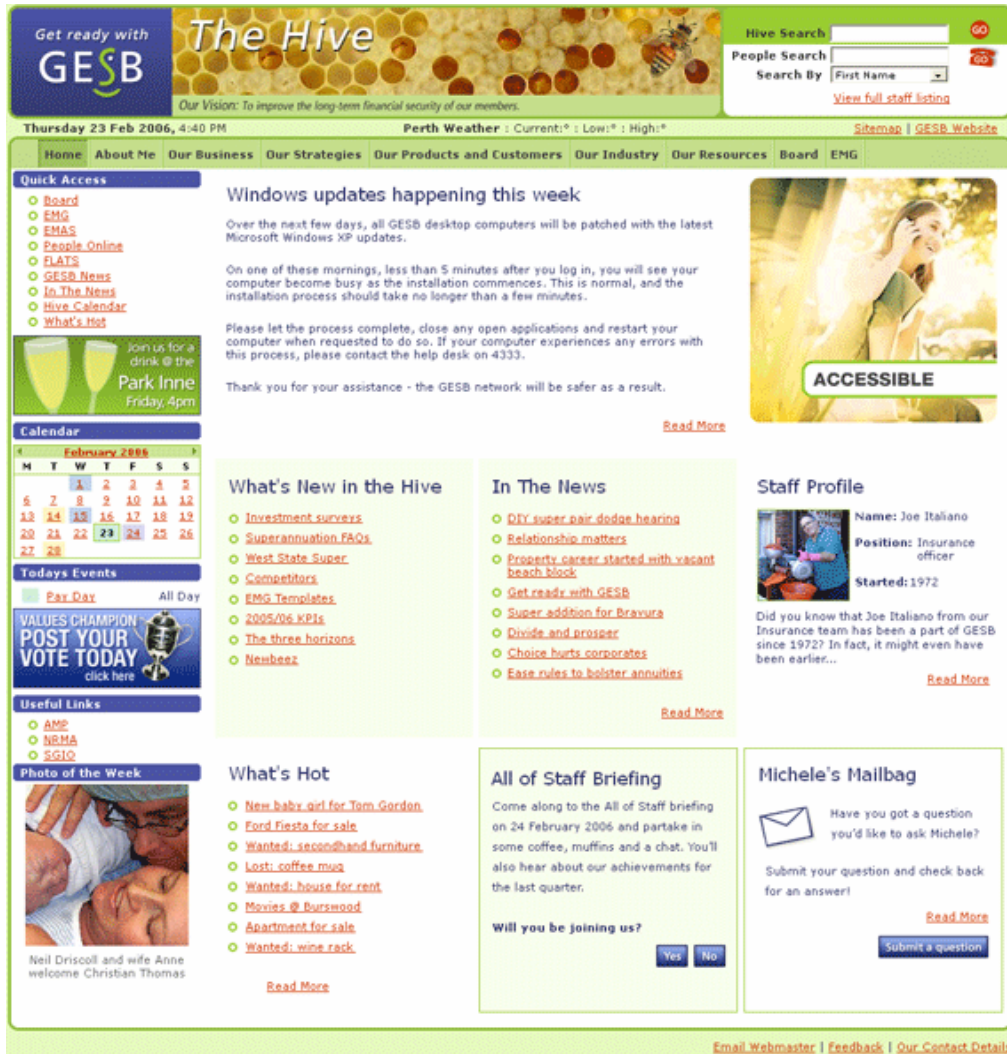 Get ready with
GESB
The Hive
Our Vision: To improve the long-term financial security of our members.
Hive Search
GO
People Search
GO
Search By First Name
View full staff listing
Thursday 23 Feb 2006, 4:40 PM
Perth Weather : Current:° : Low:° : High:°
Sitemap | GESB Website
Home About Me Our Business Our Strategies Our Products and Customers Our Industry Our Resources Board EMG
Quick Access
Board
EMG
EMAS
People Online
FLATS
GESB News
In The News
Hive Calendar
What's Hot
Join us for a
drink @ the
Park Inne
Friday, 4pm
Calendar
February 2006
M T W T F S S
1 2 3 4 5
6 7 8 9 10 11 12
13 14 15 16 17 18 19
20 21 22 23 24 25 26
27 28
Todays Events
Pay Day All Day
VALUES CHAMPION
POST YOUR
VOTE TODAY
click here
Useful Links
AMP
NRMA
SGIO
Photo of the Week
Neil Driscoll and wife Anne
welcome Christian Thomas
Windows updates happening this week
Over the next few days, all GESB desktop computers will be patched with the latest
Microsoft Windows XP updates.
On one of these mornings, less than 5 minutes after you log in, you will see your
computer become busy as the installation commences. This is normal, and the
installation process should take no longer than a few minutes.
Please let the process complete, close any open applications and restart your
computer when requested to do so. If your computer experiences any errors with
this process, please contact the help desk on 4333.
Thank you for your assistance - the GESB network will be safer as a result.
Read More
ACCESSIBLE
What's New in the Hive
Investment surveys
Superannuation FAQs
West State Super
Competitors
EMG Templates
2005/06 KPIs
The three horizons
Newbeez
In The News
DIY super pair dodge hearing
Relationship matters
Property career started with vacant
beach block
Get ready with GESB
Super addition for Bravura
Divide and prosper
Choice hurts corporates
Ease rules to bolster annuities
Read More
Staff Profile
Name: Joe Italiano
Position: Insurance
officer
Started: 1972
Did you know that Joe Italiano from our
Insurance team has been a part of GESB
since 1972? In fact, it might even have
been earlier...
Read More
What's Hot
New baby girl for Tom Gordon
Ford Fiesta for sale
Wanted: secondhand furniture
Lost: coffee mug
Wanted: house for rent
Movies @ Burswood
Apartment for sale
Wanted: wine rack
Read More
All of Staff Briefing
Come along to the All of Staff briefing
on 24 February 2006 and partake in
some coffee, muffins and a chat. You'll
also hear about our achievements for
the last quarter.
Will you be joining us?
Yes No
Michele's Mailbag
Have you got a question
you'd like to ask Michele?
Submit your question and check back
for an answer!
Read More
Submit a question
Email Webmaster | Feedback | Our Contact Detail